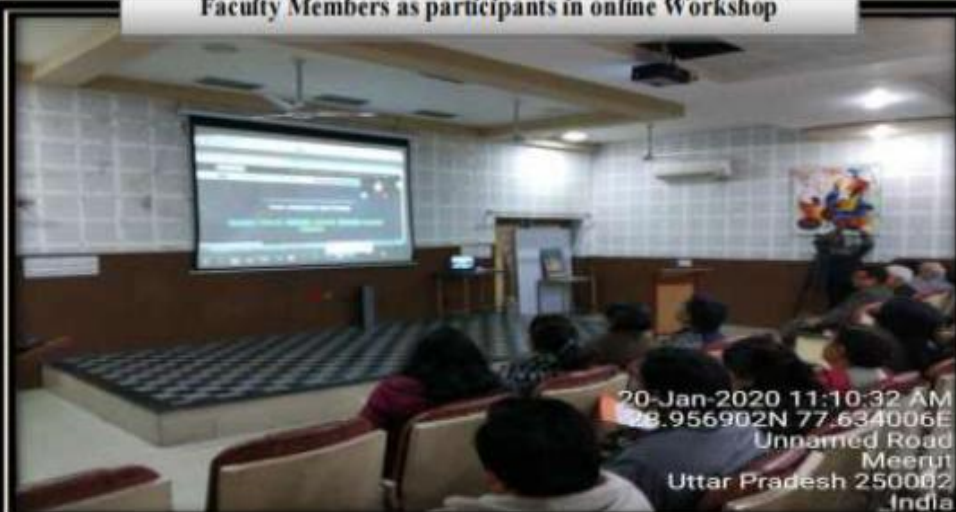 Faculty Members as participants in online Workshop
20-Jan-2020 11:10:32 AM
28.956902N 77.634006E
Unnamed Road
Meerut
Uttar Pradesh 250002
India